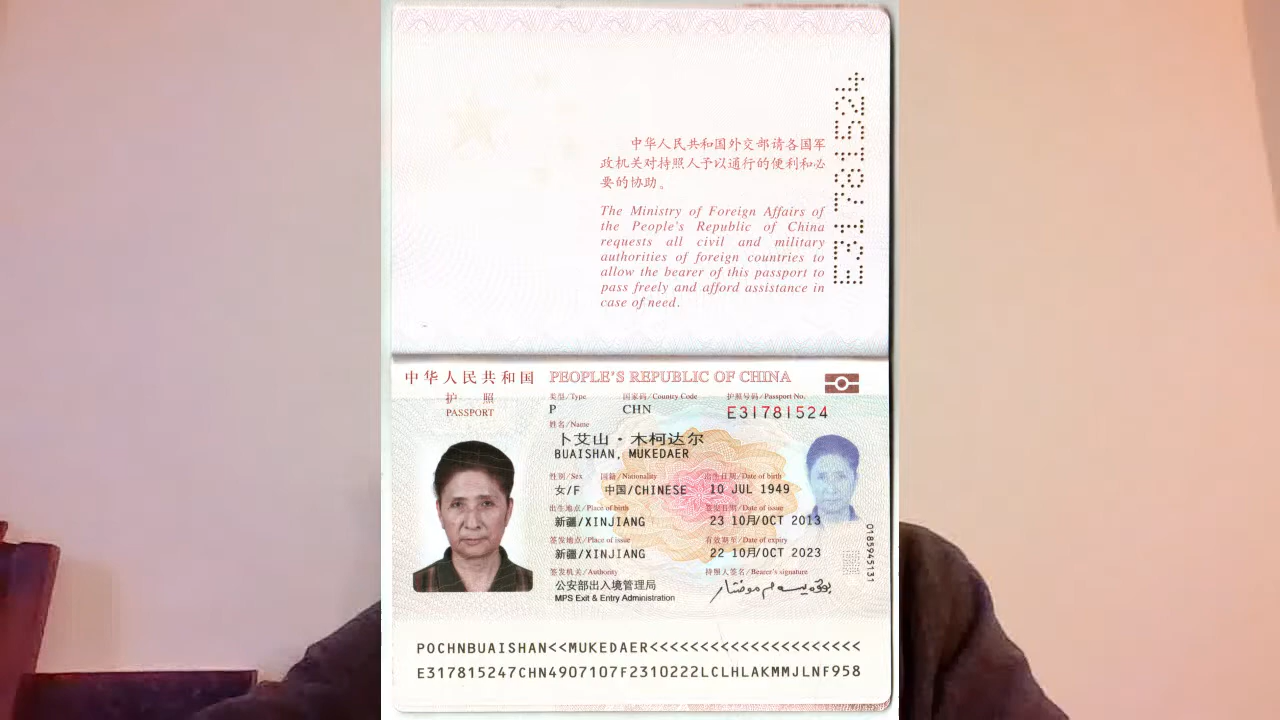 中华人民共和国外交部请各国军
政机关对持照人予以通行的便利和必
要的协助。
The Ministry of Foreign Affairs of
the People's Republic of China
requests all civil and military
authorities of foreign countries to
allow the bearer of this passport to
pass freely and afford assistance in
case of need.
E31781524
中华人民共和国 PEOPLE'S REPUBLIC OF CHINA
护 照
PASSPORT
类型/Type 国家码/Country Code 护照号码/Passport No.
P CHN E31781524
姓名/Name
卜艾山·木柯达尔
BUAISHAN, MUKEDAER
性别/Sex 国籍/Nationality 出生日期/Date of birth
女/F 中国/CHINESE 10 JUL 1949
出生地点/Place of birth 签发日期/Date of issue
新疆/XINJIANG 23 10月/OCT 2013
签发地点/Place of issue 有效期至/Date of expiry
新疆/XINJIANG 22 10月/OCT 2023
签发机关/Authority 持照人签名/Bearer's signature
公安部出入境管理局
MPS Exit & Entry Administration
0185945131
POCHNBUAISHAN<<MUKEDAER<<<<<<<<<<<<<<<<<<<<<
E317815247CHN4907107F2310222LCLHLAKMMJLNF958